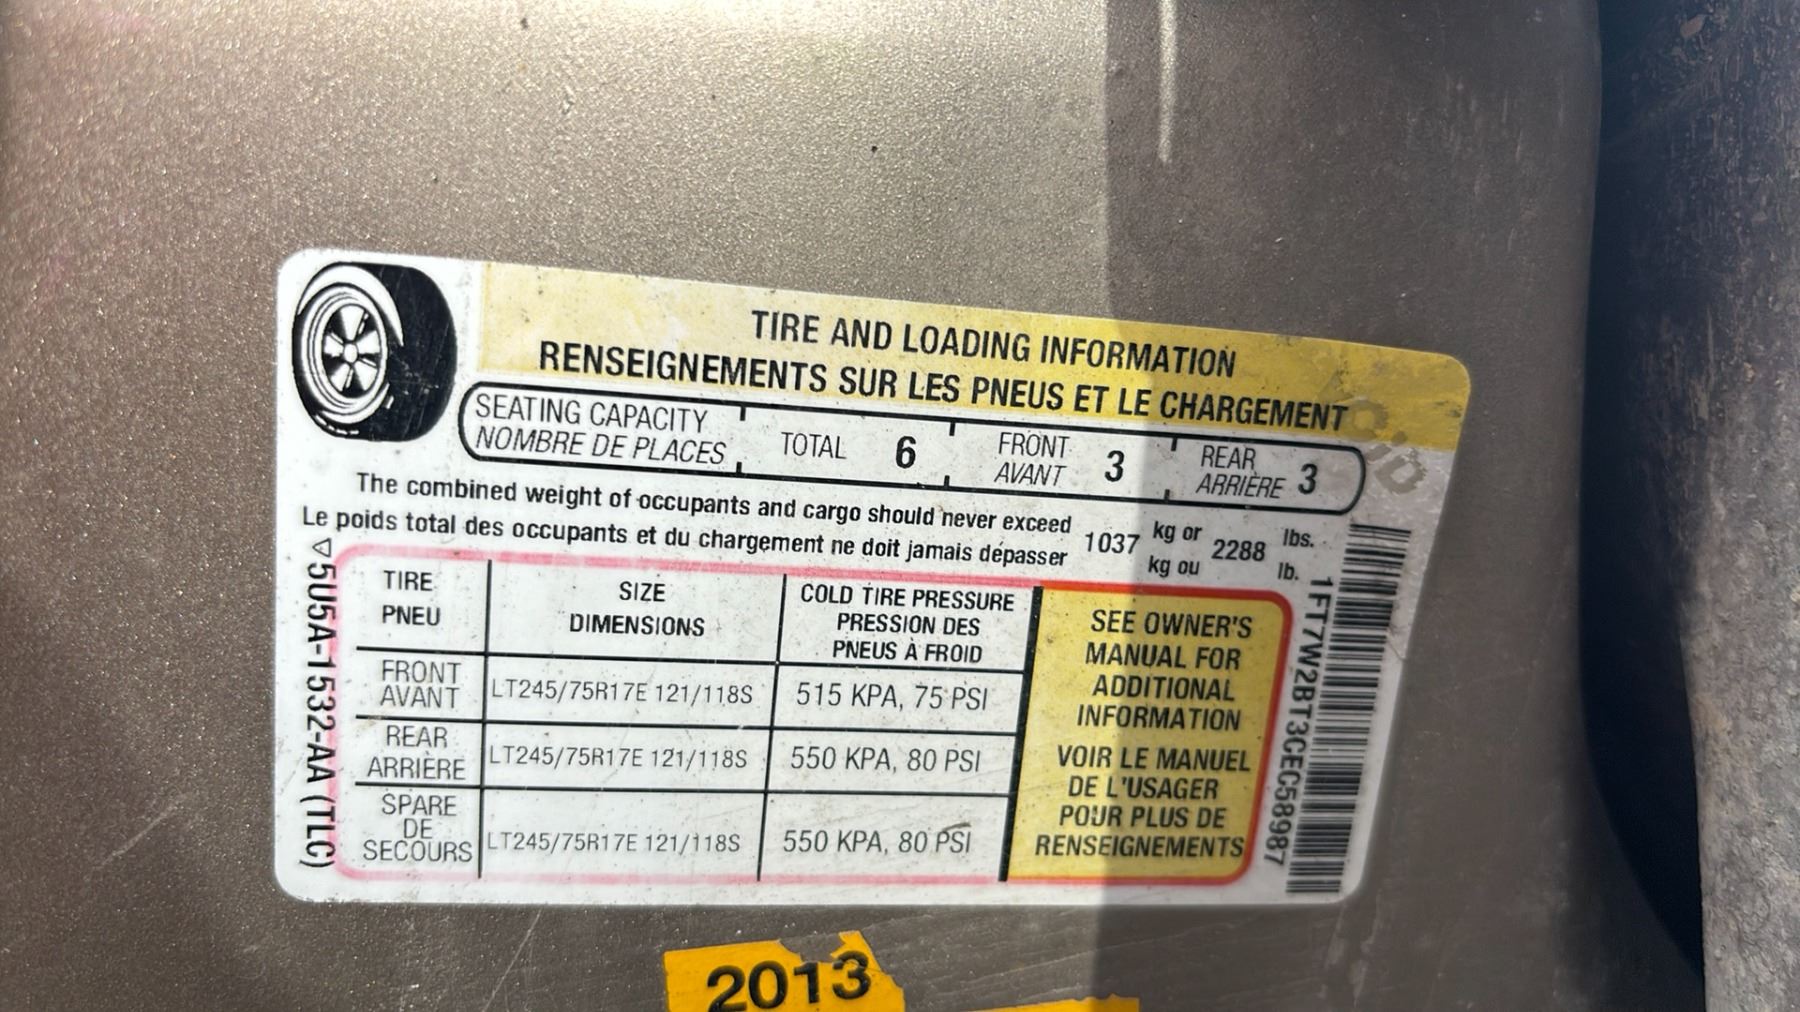 TIRE AND LOADING INFORMATION
RENSEIGNEMENTS SUR LES PNEUS ET LE CHARGEMENT
SEATING CAPACITY
NOMBRE DE PLACES
TOTAL 6
FRONT
AVANT 3
REAR
ARRIÈRE 3
The combined weight of occupants and cargo should never exceed 1037 kg or 2288 lbs.
Le poids total des occupants et du chargement ne doit jamais dépasser kg ou lb.
TIRE
PNEU
SIZE
DIMENSIONS
COLD TIRE PRESSURE
PRESSION DES
PNEUS À FROID
FRONT
AVANT
LT245/75R17E 121/118S
515 KPA, 75 PSI
REAR
ARRIÈRE
LT245/75R17E 121/118S
550 KPA, 80 PSI
SPARE
DE
SECOURS
LT245/75R17E 121/118S
550 KPA, 80 PSI
SEE OWNER'S
MANUAL FOR
ADDITIONAL
INFORMATION
VOIR LE MANUEL
DE L'USAGER
POUR PLUS DE
RENSEIGNEMENTS
5U5A-1532-AA (TLC)
1FT7W2BT3CEC58987
VOID
2013